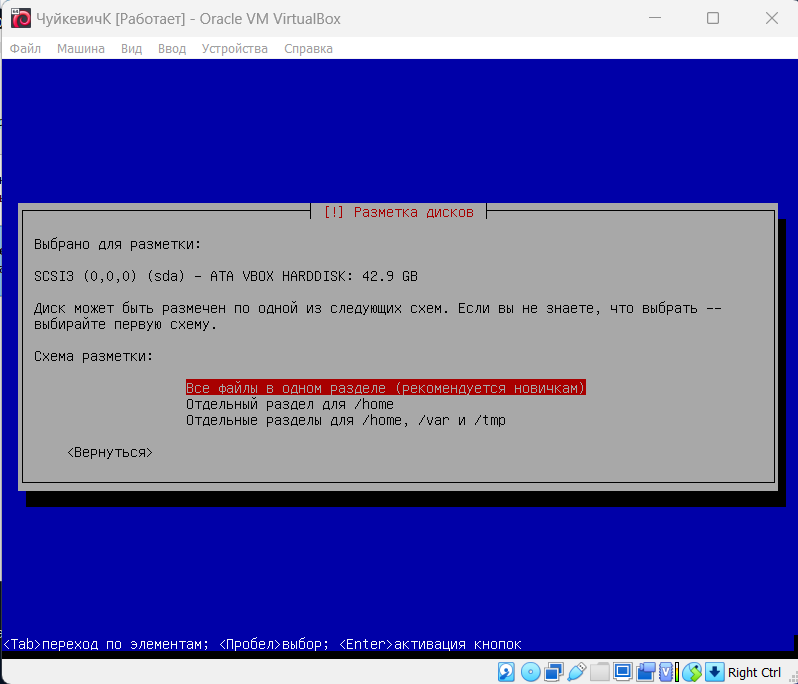 ЧуйкевичК [Работает] - Oracle VM VirtualBox
Файл Машина Вид Ввод Устройства Справка
[!] Разметка дисков
Выбрано для разметки:
SCSI3 (0,0,0) (sda) - ATA VBOX HARDDISK: 42.9 GB
Диск может быть размечен по одной из следующих схем. Если вы не знаете, что выбрать --
выбирайте первую схему.
Схема разметки:
Все файлы в одном разделе (рекомендуется новичкам)
Отдельный раздел для /home
Отдельные разделы для /home, /var и /tmp
<Вернуться>
<Tab>переход по элементам; <Пробел>выбор; <Enter>активация кнопок
Right Ctrl